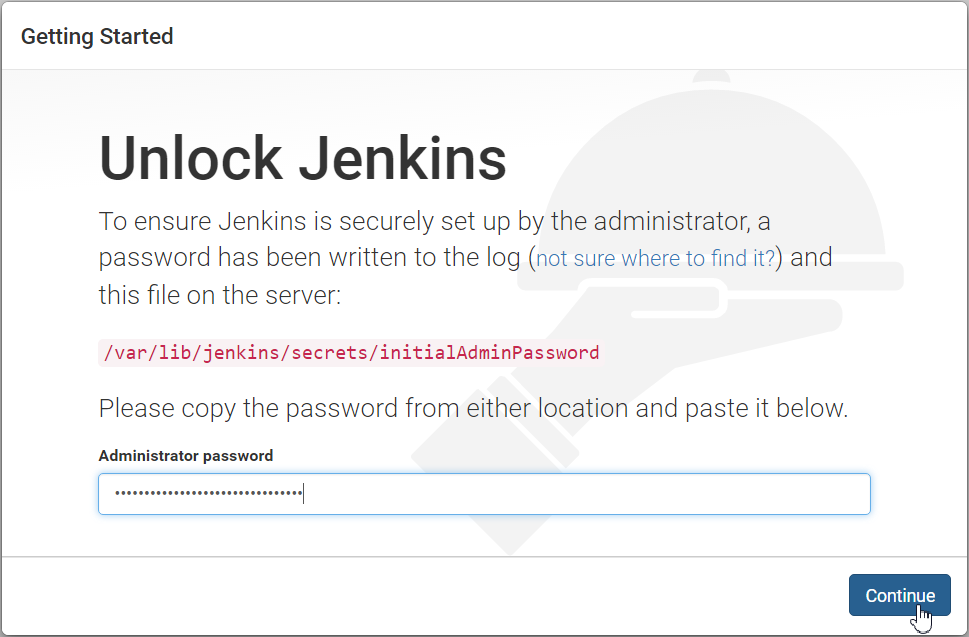 Getting Started
Unlock Jenkins
To ensure Jenkins is securely set up by the administrator, a
password has been written to the log (not sure where to find it?) and
this file on the server:
/var/lib/jenkins/secrets/initialAdminPassword
Please copy the password from either location and paste it below.
Administrator password
••••••••••••••••••••••••••••••••
Continue